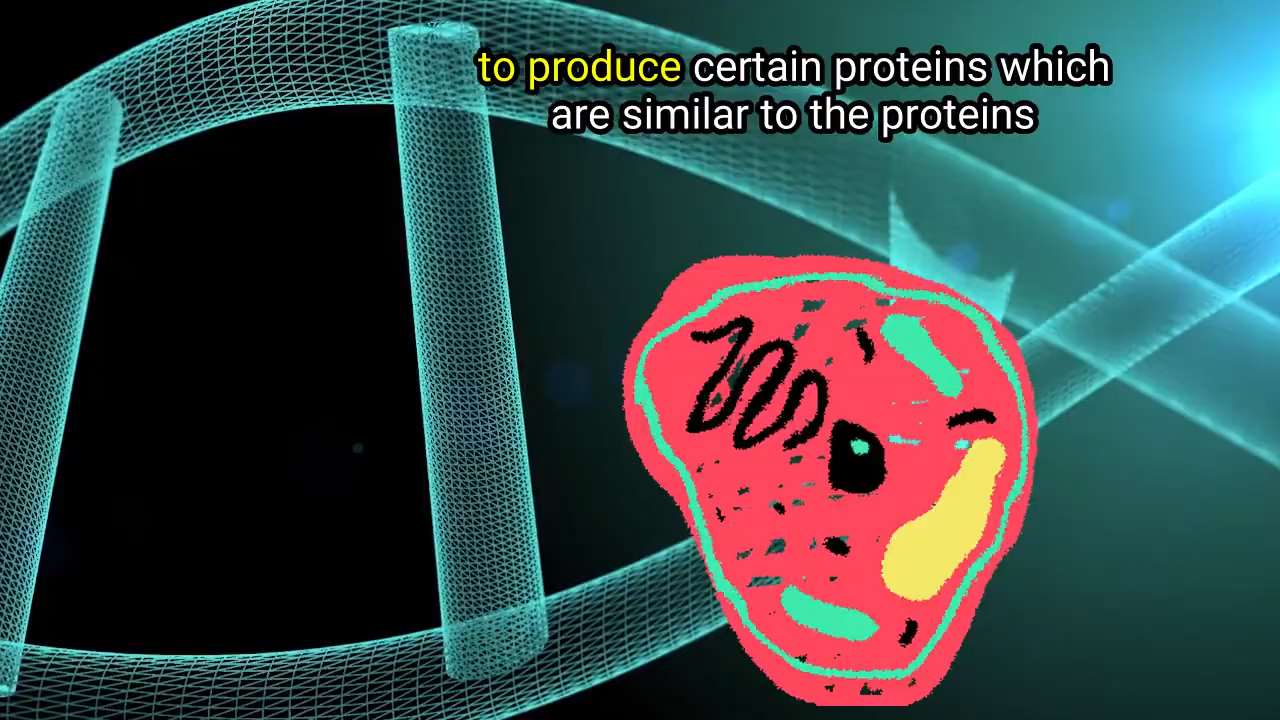 to produce certain proteins which
are similar to the proteins